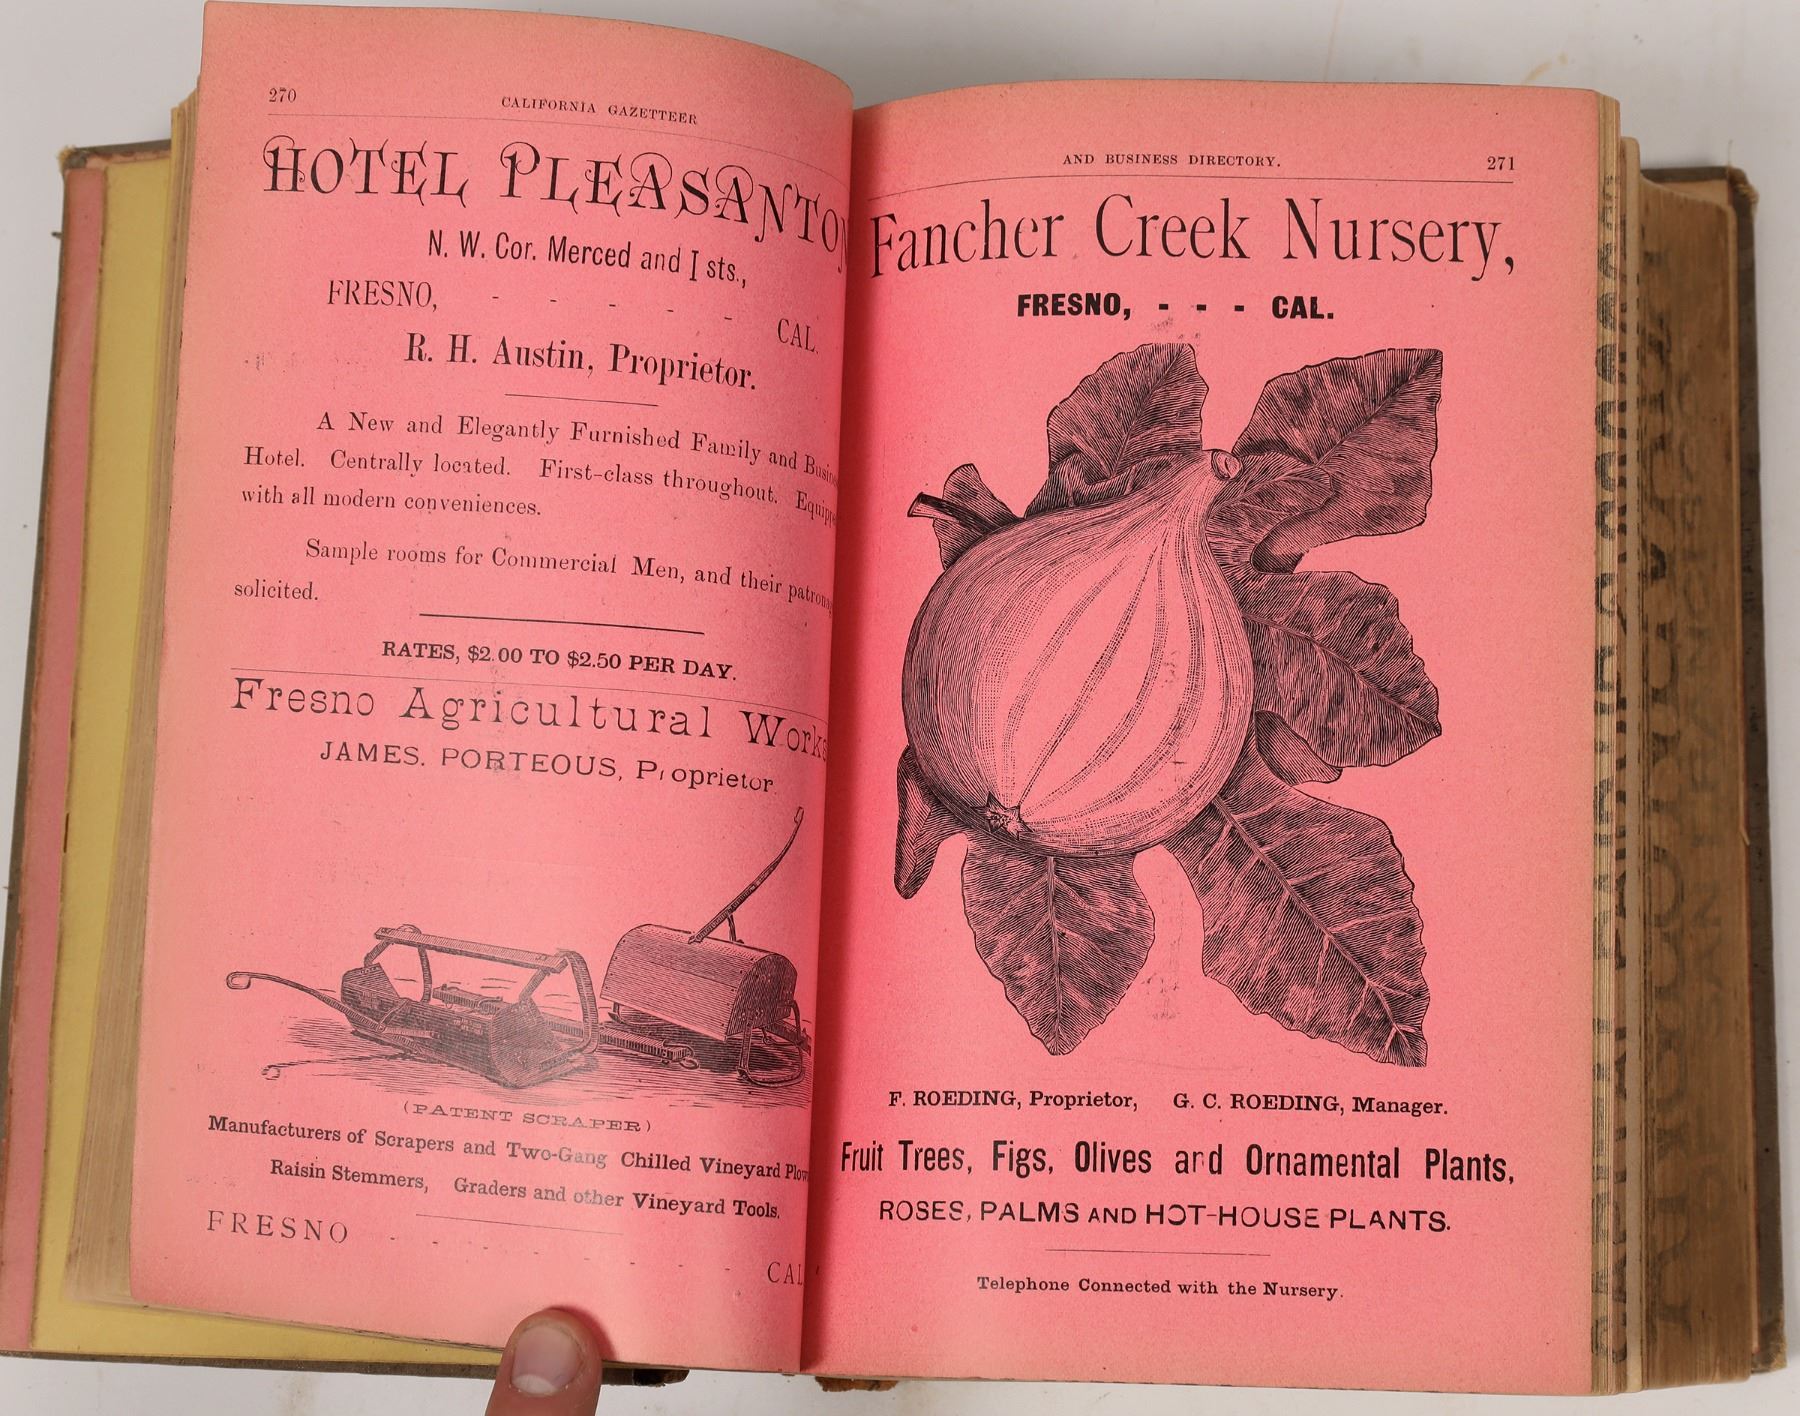 270
CALIFORNIA GAZETTEER
HOTEL PLEASANTON
N. W. Cor. Merced and I sts.,
FRESNO, - - - - - CAL.
R. H. Austin, Proprietor.
A New and Elegantly Furnished Family and Busine
Hotel. Centrally located. First-class throughout. Equippe
with all modern conveniences.
Sample rooms for Commercial Men, and their patronag
solicited.
RATES, $2.00 TO $2.50 PER DAY.
Fresno Agricultural Works
JAMES. PORTEOUS, Proprietor
(PATENT SCRAPER)
Manufacturers of Scrapers and Two-Gang Chilled Vineyard Plow
Raisin Stemmers, Graders and other Vineyard Tools.
FRESNO - - - - - - - - CAL
AND BUSINESS DIRECTORY.
271
Fancher Creek Nursery,
FRESNO, - - - CAL.
F. ROEDING, Proprietor, G. C. ROEDING, Manager.
Fruit Trees, Figs, Olives and Ornamental Plants,
ROSES, PALMS AND HOT-HOUSE PLANTS.
Telephone Connected with the Nursery.